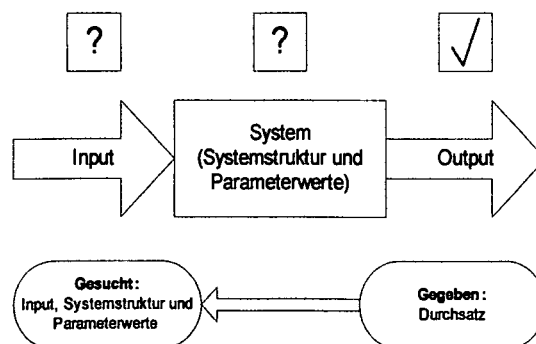 ? ? √
Input
System
(Systemstruktur und
Parameterwerte)
Output
Gesucht:
Input, Systemstruktur und
Parameterwerte
Gegeben:
Durchsatz